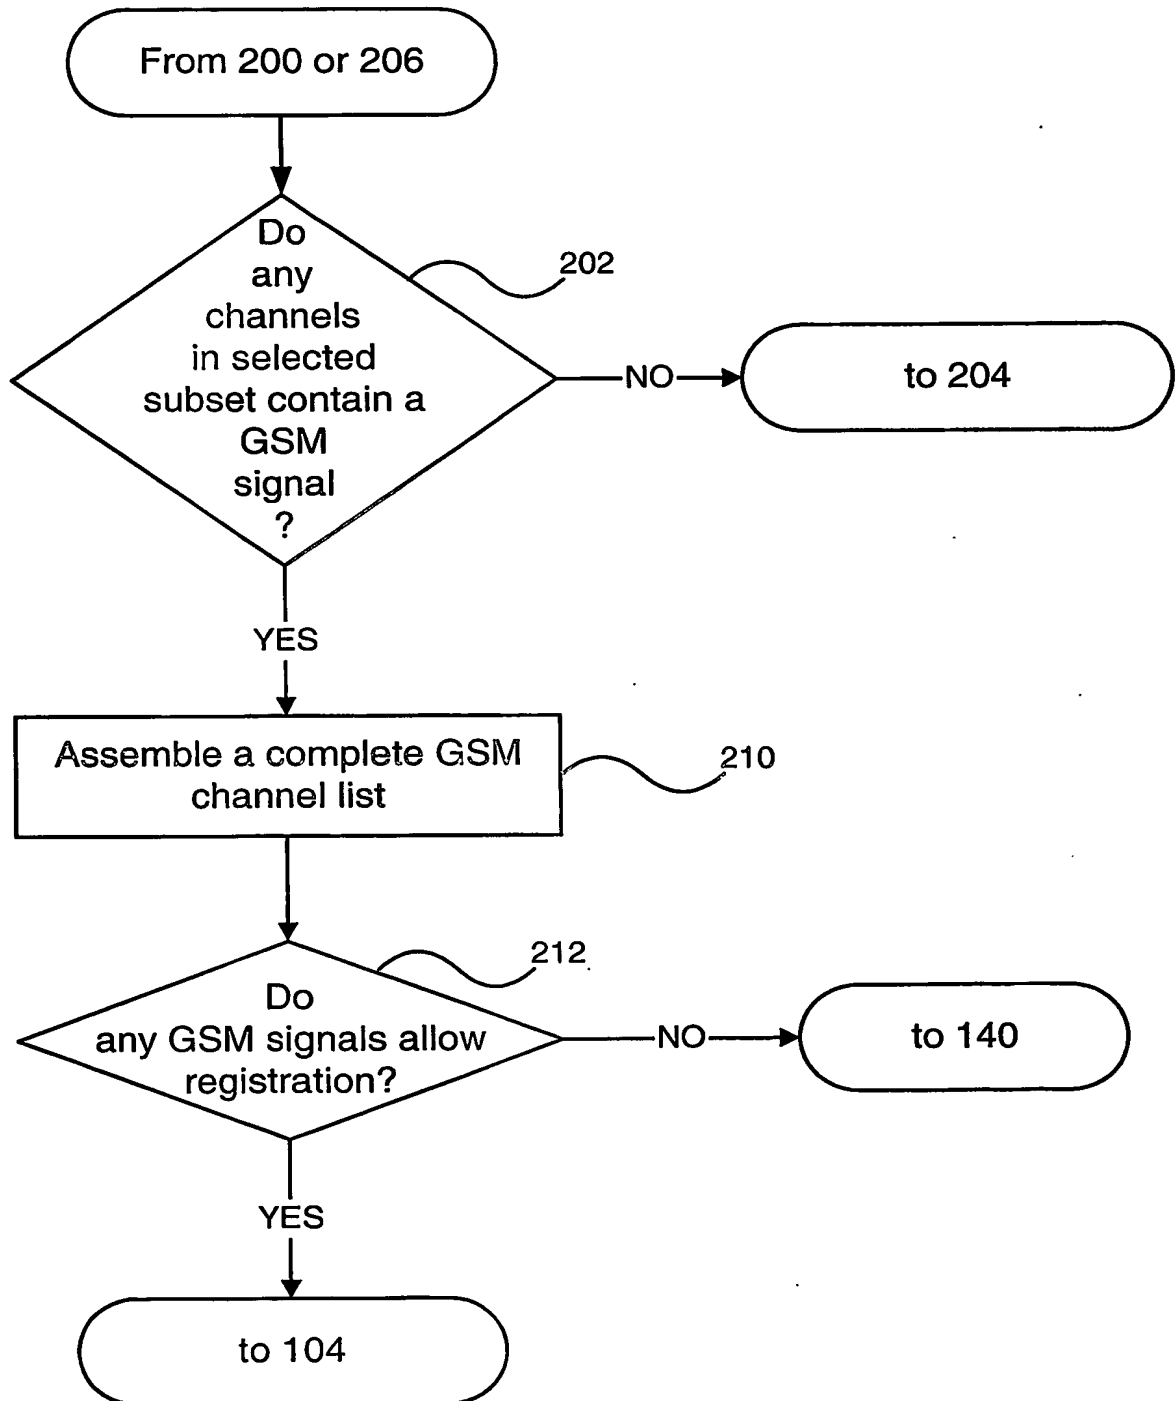 From 200 or 206
Do
any
channels
in selected
subset contain a
GSM
signal
?
202
NO
to 204
YES
Assemble a complete GSM
channel list
210
212
Do
any GSM signals allow
registration?
NO
to 140
YES
to 104